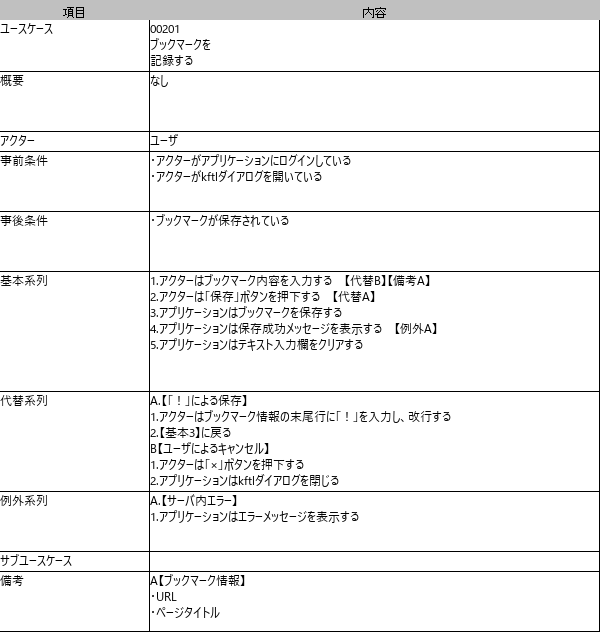 項目 内容
ユースケース 00201
ブックマークを
記録する
概要 なし
アクター ユーザ
事前条件 ・アクターがアプリケーションにログインしている
・アクターがkftlダイアログを開いている
事後条件 ・ブックマークが保存されている
基本系列 1.アクターはブックマーク内容を入力する　【代替B】【備考A】
2.アクターは「保存」ボタンを押下する　【代替A】
3.アプリケーションはブックマークを保存する
4.アプリケーションは保存成功メッセージを表示する　【例外A】
5.アプリケーションはテキスト入力欄をクリアする
代替系列 A.【「！」による保存】
1.アクターはブックマーク情報の末尾行に「！」を入力し、改行する
2.【基本3】に戻る
B【ユーザによるキャンセル】
1.アクターは「×」ボタンを押下する
2.アプリケーションはkftlダイアログを閉じる
例外系列 A.【サーバ内エラー】
1.アプリケーションはエラーメッセージを表示する
サブユースケース
備考 A【ブックマーク情報】
・URL
・ページタイトル